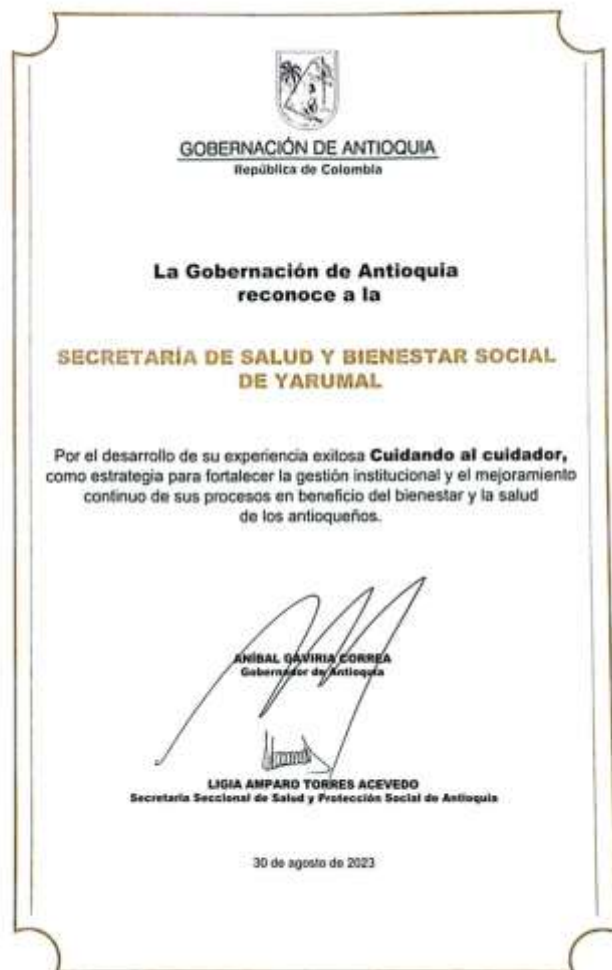 GOBERNACIÓN DE ANTIOQUIA
República de Colombia
La Gobernación de Antioquia
reconoce a la
SECRETARÍA DE SALUD Y BIENESTAR SOCIAL
DE YARUMAL
Por el desarrollo de su experiencia exitosa Cuidando al cuidador,
como estrategia para fortalecer la gestión institucional y el mejoramiento
continuo de sus procesos en beneficio del bienestar y la salud
de los antioqueños.
ANÍBAL GAVIRIA CORREA
Gobernador de Antioquia
LIGIA AMPARO TORRES ACEVEDO
Secretaria Seccional de Salud y Protección Social de Antioquia
30 de agosto de 2023